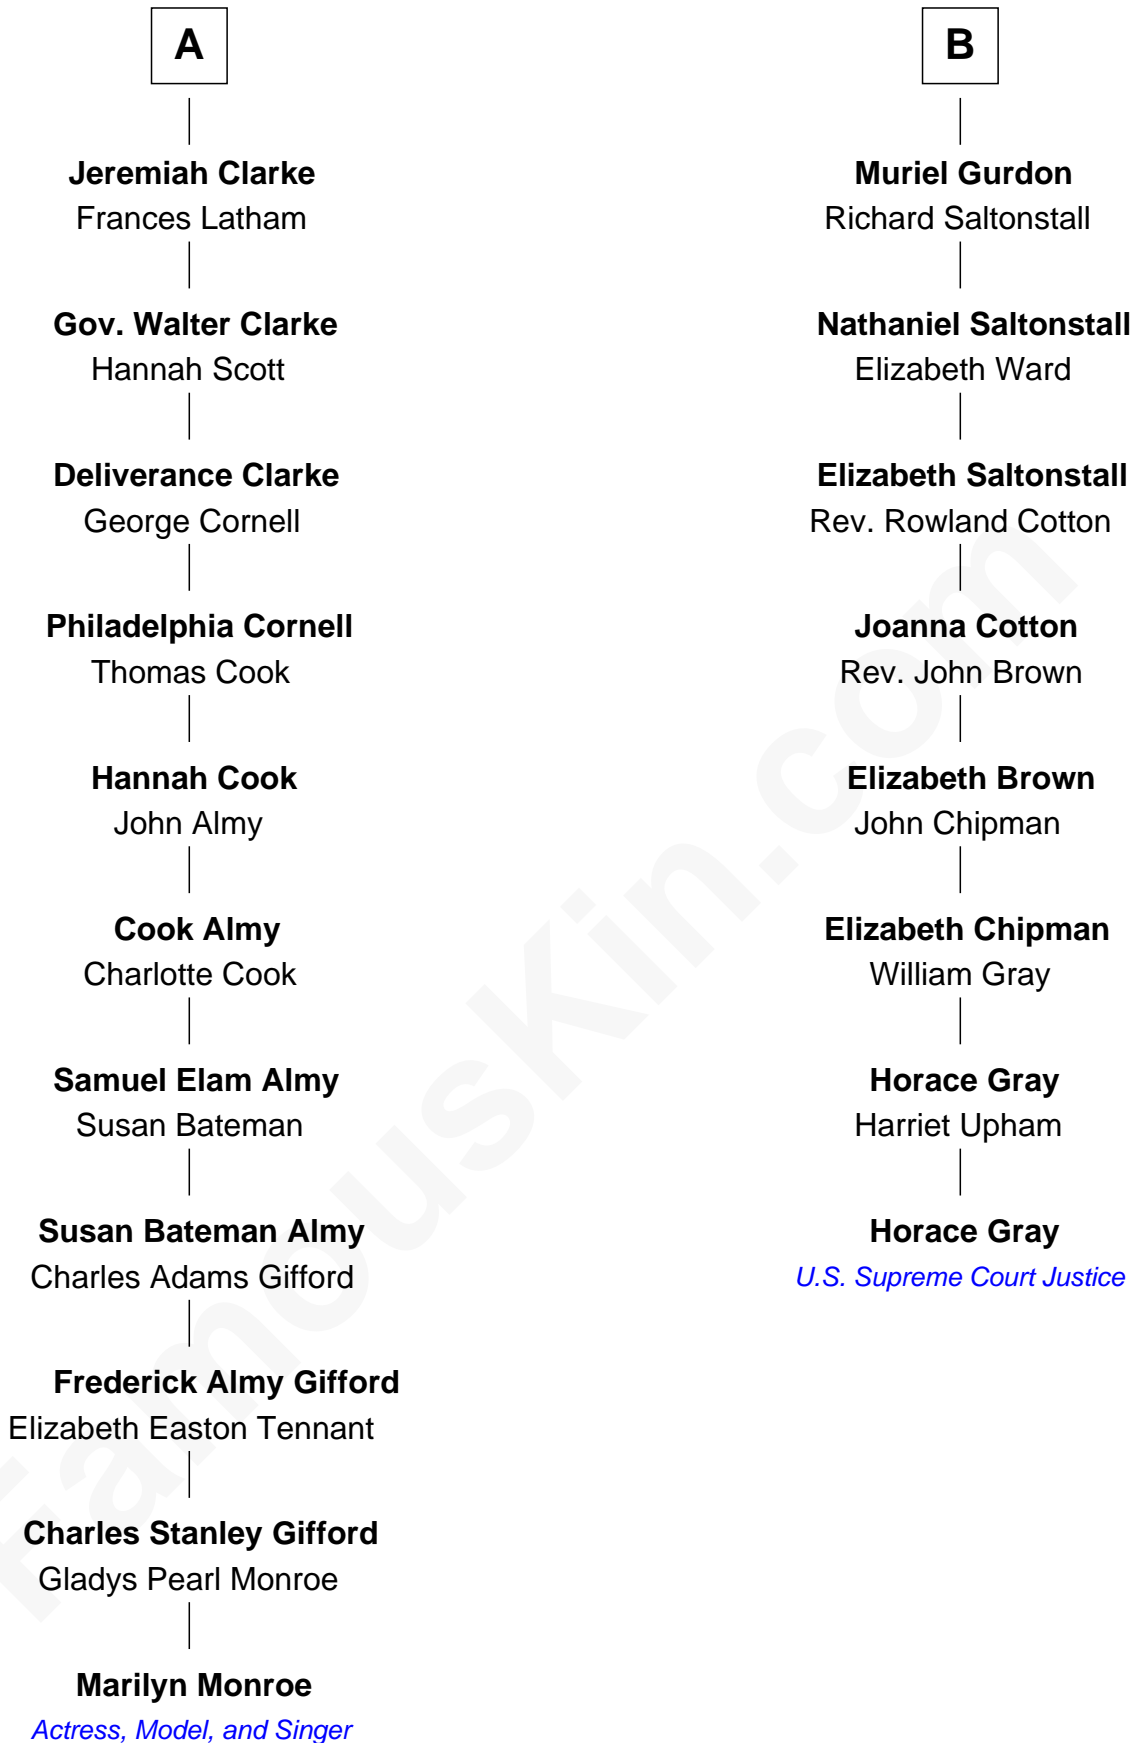 A
Jeremiah Clarke
Frances Latham
Gov. Walter Clarke
Hannah Scott
Deliverance Clarke
George Cornell
Philadelphia Cornell
Thomas Cook
Hannah Cook
John Almy
Cook Almy
Charlotte Cook
Samuel Elam Almy
Susan Bateman
Susan Bateman Almy
Charles Adams Gifford
Frederick Almy Gifford
Elizabeth Easton Tennant
Charles Stanley Gifford
Gladys Pearl Monroe
Marilyn Monroe
Actress, Model, and Singer
B
Muriel Gurdon
Richard Saltonstall
Nathaniel Saltonstall
Elizabeth Ward
Elizabeth Saltonstall
Rev. Rowland Cotton
Joanna Cotton
Rev. John Brown
Elizabeth Brown
John Chipman
Elizabeth Chipman
William Gray
Horace Gray
Harriet Upham
Horace Gray
U.S. Supreme Court Justice
FamousKin.com